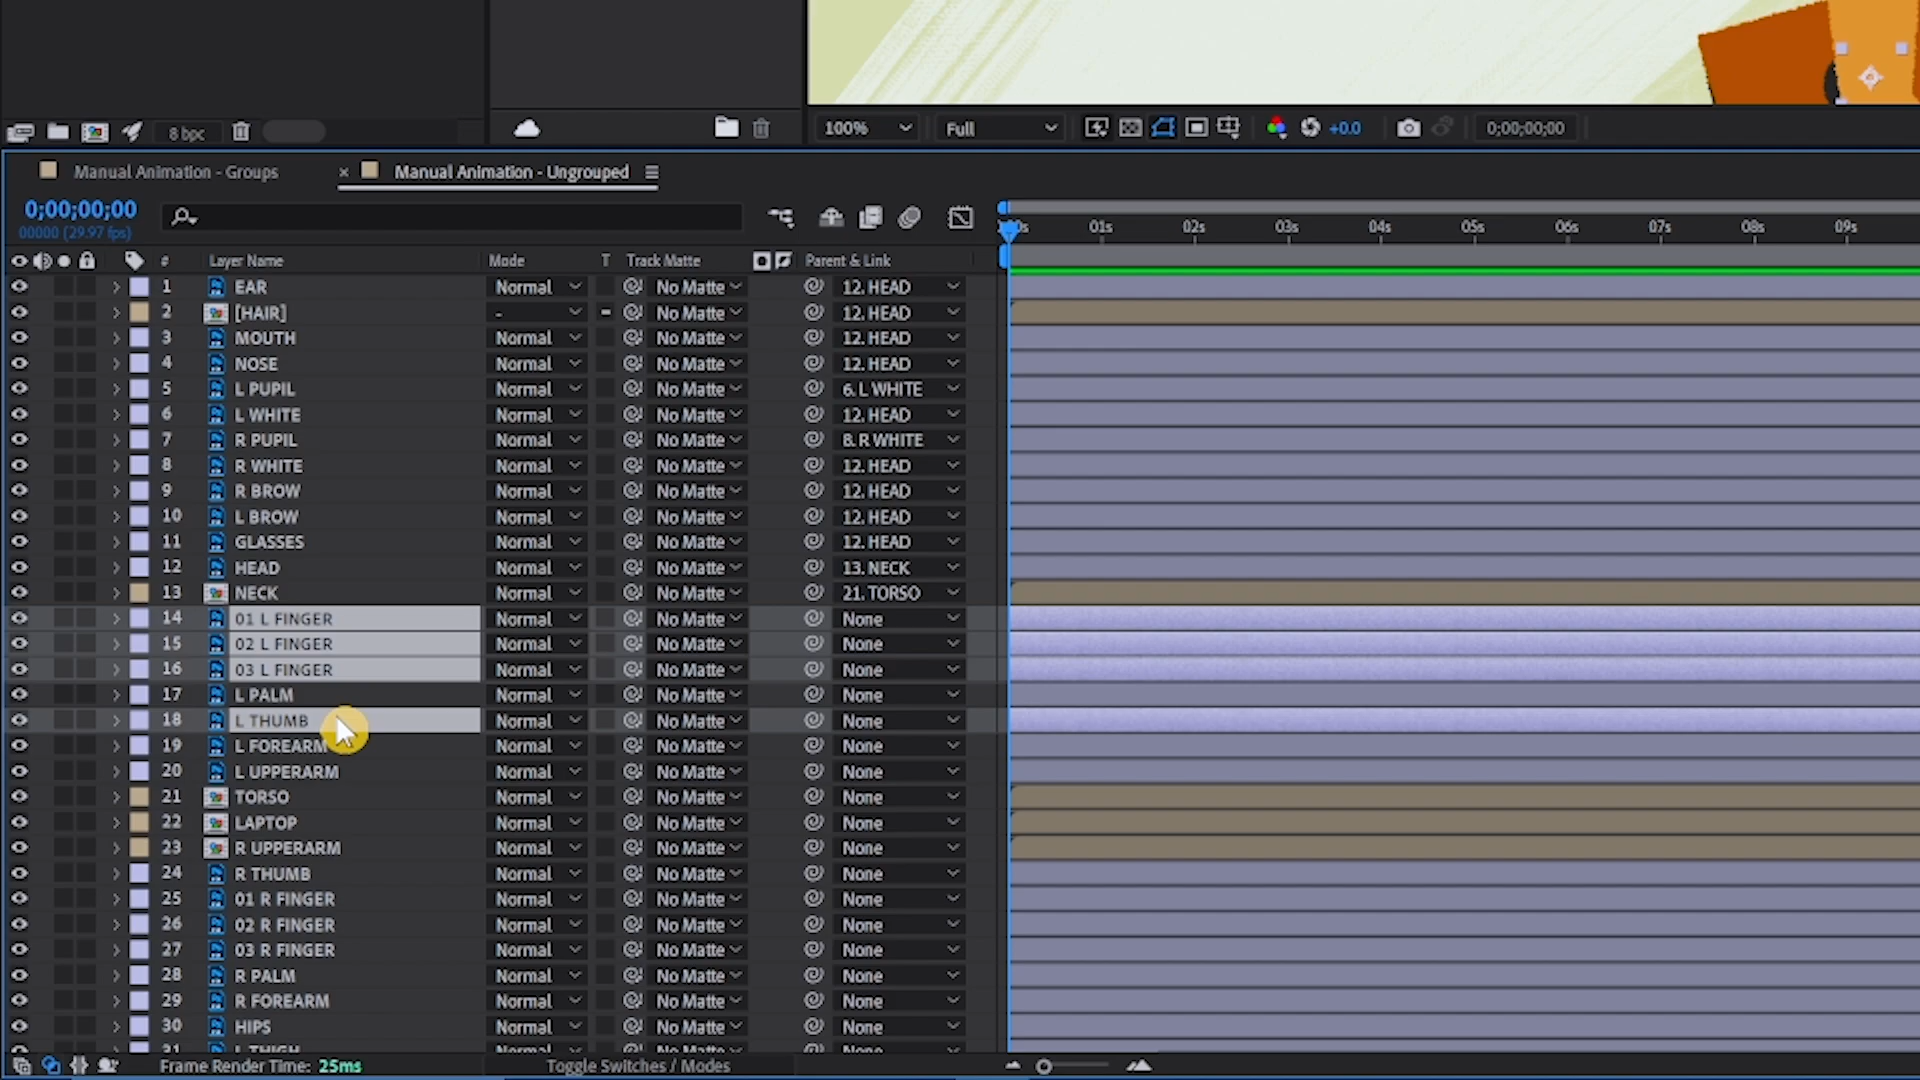 8 bpc
100%
Full
+0.0
0;00;00;00
Manual Animation - Groups
× Manual Animation - Ungrouped
0;00;00;00
00000 (29.97 fps)
01s 02s 03s 04s 05s 06s 07s 08s 09s
# Layer Name Mode T Track Matte Parent & Link
1 EAR Normal No Matte 12. HEAD
2 [HAIR] - No Matte 12. HEAD
3 MOUTH Normal No Matte 12. HEAD
4 NOSE Normal No Matte 12. HEAD
5 L PUPIL Normal No Matte 6. L WHITE
6 L WHITE Normal No Matte 12. HEAD
7 R PUPIL Normal No Matte 8. R WHITE
8 R WHITE Normal No Matte 12. HEAD
9 R BROW Normal No Matte 12. HEAD
10 L BROW Normal No Matte 12. HEAD
11 GLASSES Normal No Matte 12. HEAD
12 HEAD Normal No Matte 13. NECK
13 NECK Normal No Matte 21. TORSO
14 01 L FINGER Normal No Matte None
15 02 L FINGER Normal No Matte None
16 03 L FINGER Normal No Matte None
17 L PALM Normal No Matte None
18 L THUMB Normal No Matte None
19 L FOREARM Normal No Matte None
20 L UPPERARM Normal No Matte None
21 TORSO Normal No Matte None
22 LAPTOP Normal No Matte None
23 R UPPERARM Normal No Matte None
24 R THUMB Normal No Matte None
25 01 R FINGER Normal No Matte None
26 02 R FINGER Normal No Matte None
27 03 R FINGER Normal No Matte None
28 R PALM Normal No Matte None
29 R FOREARM Normal No Matte None
30 HIPS Normal No Matte None
31 L THIGH Normal No Matte None
Frame Render Time: 25ms
Toggle Switches / Modes